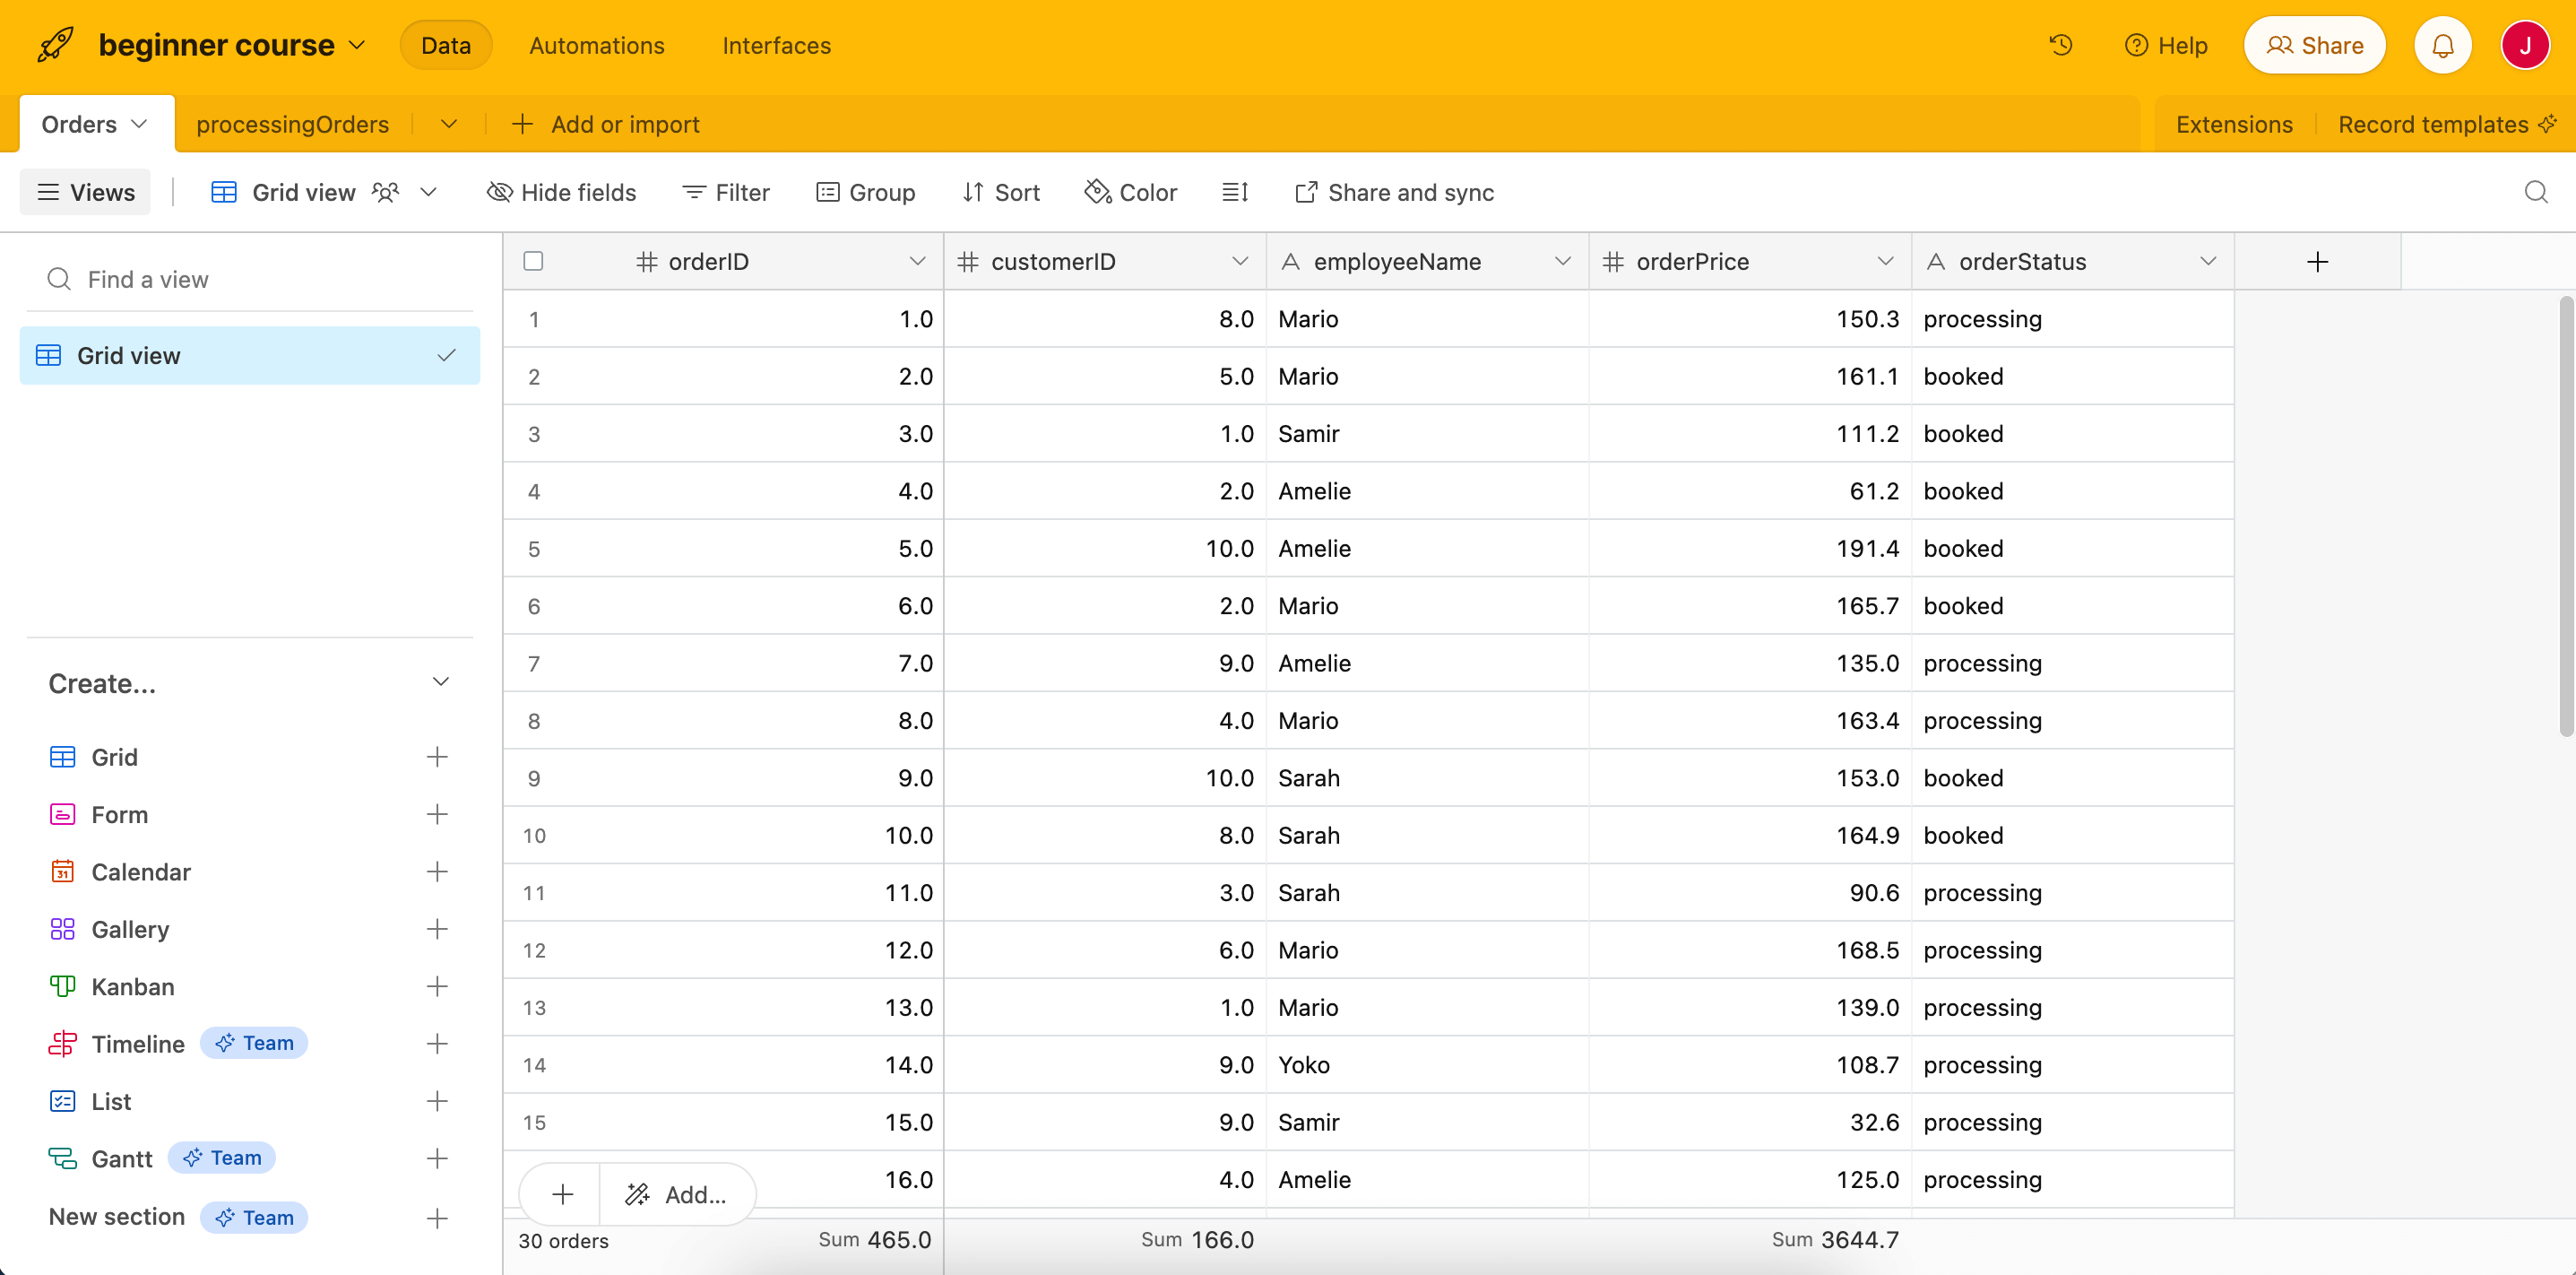 beginner course Data Automations Interfaces Help Share J
Orders processingOrders Add or import Extensions Record templates
Views Grid view Hide fields Filter Group Sort Color Share and sync
Find a view
Grid view
Create...
Grid
Form
31 Calendar
Gallery
Kanban
Timeline Team
List
Gantt Team
New section Team
orderID customerID employeeName orderPrice orderStatus
1 1.0 8.0 Mario 150.3 processing
2 2.0 5.0 Mario 161.1 booked
3 3.0 1.0 Samir 111.2 booked
4 4.0 2.0 Amelie 61.2 booked
5 5.0 10.0 Amelie 191.4 booked
6 6.0 2.0 Mario 165.7 booked
7 7.0 9.0 Amelie 135.0 processing
8 8.0 4.0 Mario 163.4 processing
9 9.0 10.0 Sarah 153.0 booked
10 10.0 8.0 Sarah 164.9 booked
11 11.0 3.0 Sarah 90.6 processing
12 12.0 6.0 Mario 168.5 processing
13 13.0 1.0 Mario 139.0 processing
14 14.0 9.0 Yoko 108.7 processing
15 15.0 9.0 Samir 32.6 processing
16.0 4.0 Amelie 125.0 processing
Add...
30 orders Sum 465.0 Sum 166.0 Sum 3644.7